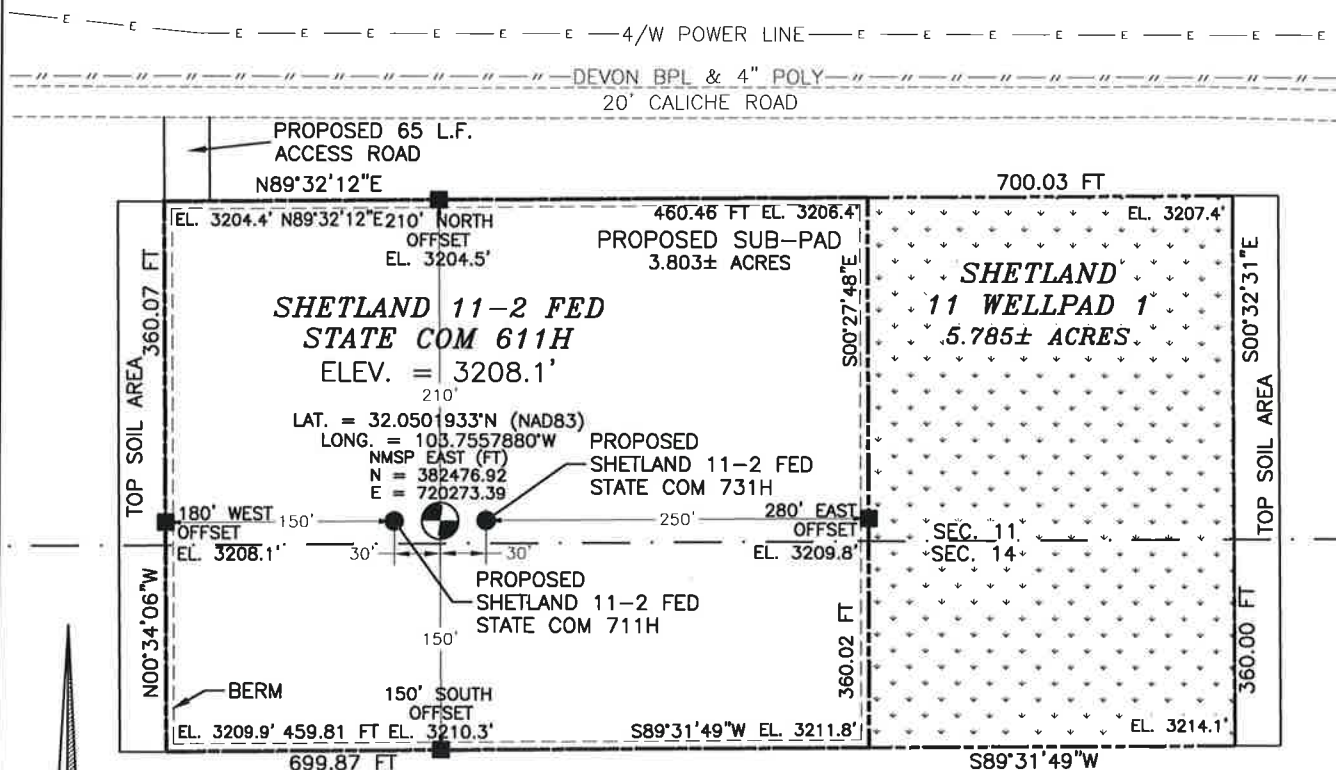 E E E E E E E E 4/W POWER LINE E E E E E E E E
DEVON BPL & 4" POLY
20' CALICHE ROAD
PROPOSED 65 L.F.
ACCESS ROAD
N89°32'12"E
700.03 FT
EL. 3204.4' N89°32'12"E
210' NORTH
OFFSET
EL. 3204.5'
460.46 FT EL. 3206.4'
EL. 3207.4'
PROPOSED SUB-PAD
3.803± ACRES
360.07 FT
TOP SOIL AREA
N00°34'06"W
SHETLAND 11-2 FED
STATE COM 611H
ELEV. = 3208.1'
210'
S00°27'48"E
SHETLAND
11 WELLPAD 1
5.785± ACRES
S00°32'31"E
TOP SOIL AREA
360.00 FT
LAT. = 32.0501933°N (NAD83)
LONG. = 103.7557880°W
NMSP EAST (FT)
N = 382476.92
E = 720273.39
PROPOSED
SHETLAND 11-2 FED
STATE COM 731H
180' WEST
OFFSET
EL. 3208.1'
150'
250'
280' EAST
OFFSET
EL. 3209.8'
30'
30'
SEC. 11
SEC. 14
PROPOSED
SHETLAND 11-2 FED
STATE COM 711H
150'
360.02 FT
BERM
150' SOUTH
OFFSET
EL. 3209.9' 459.81 FT EL. 3210.3'
S89°31'49"W EL. 3211.8'
EL. 3214.1'
699.87 FT
S89°31'49"W